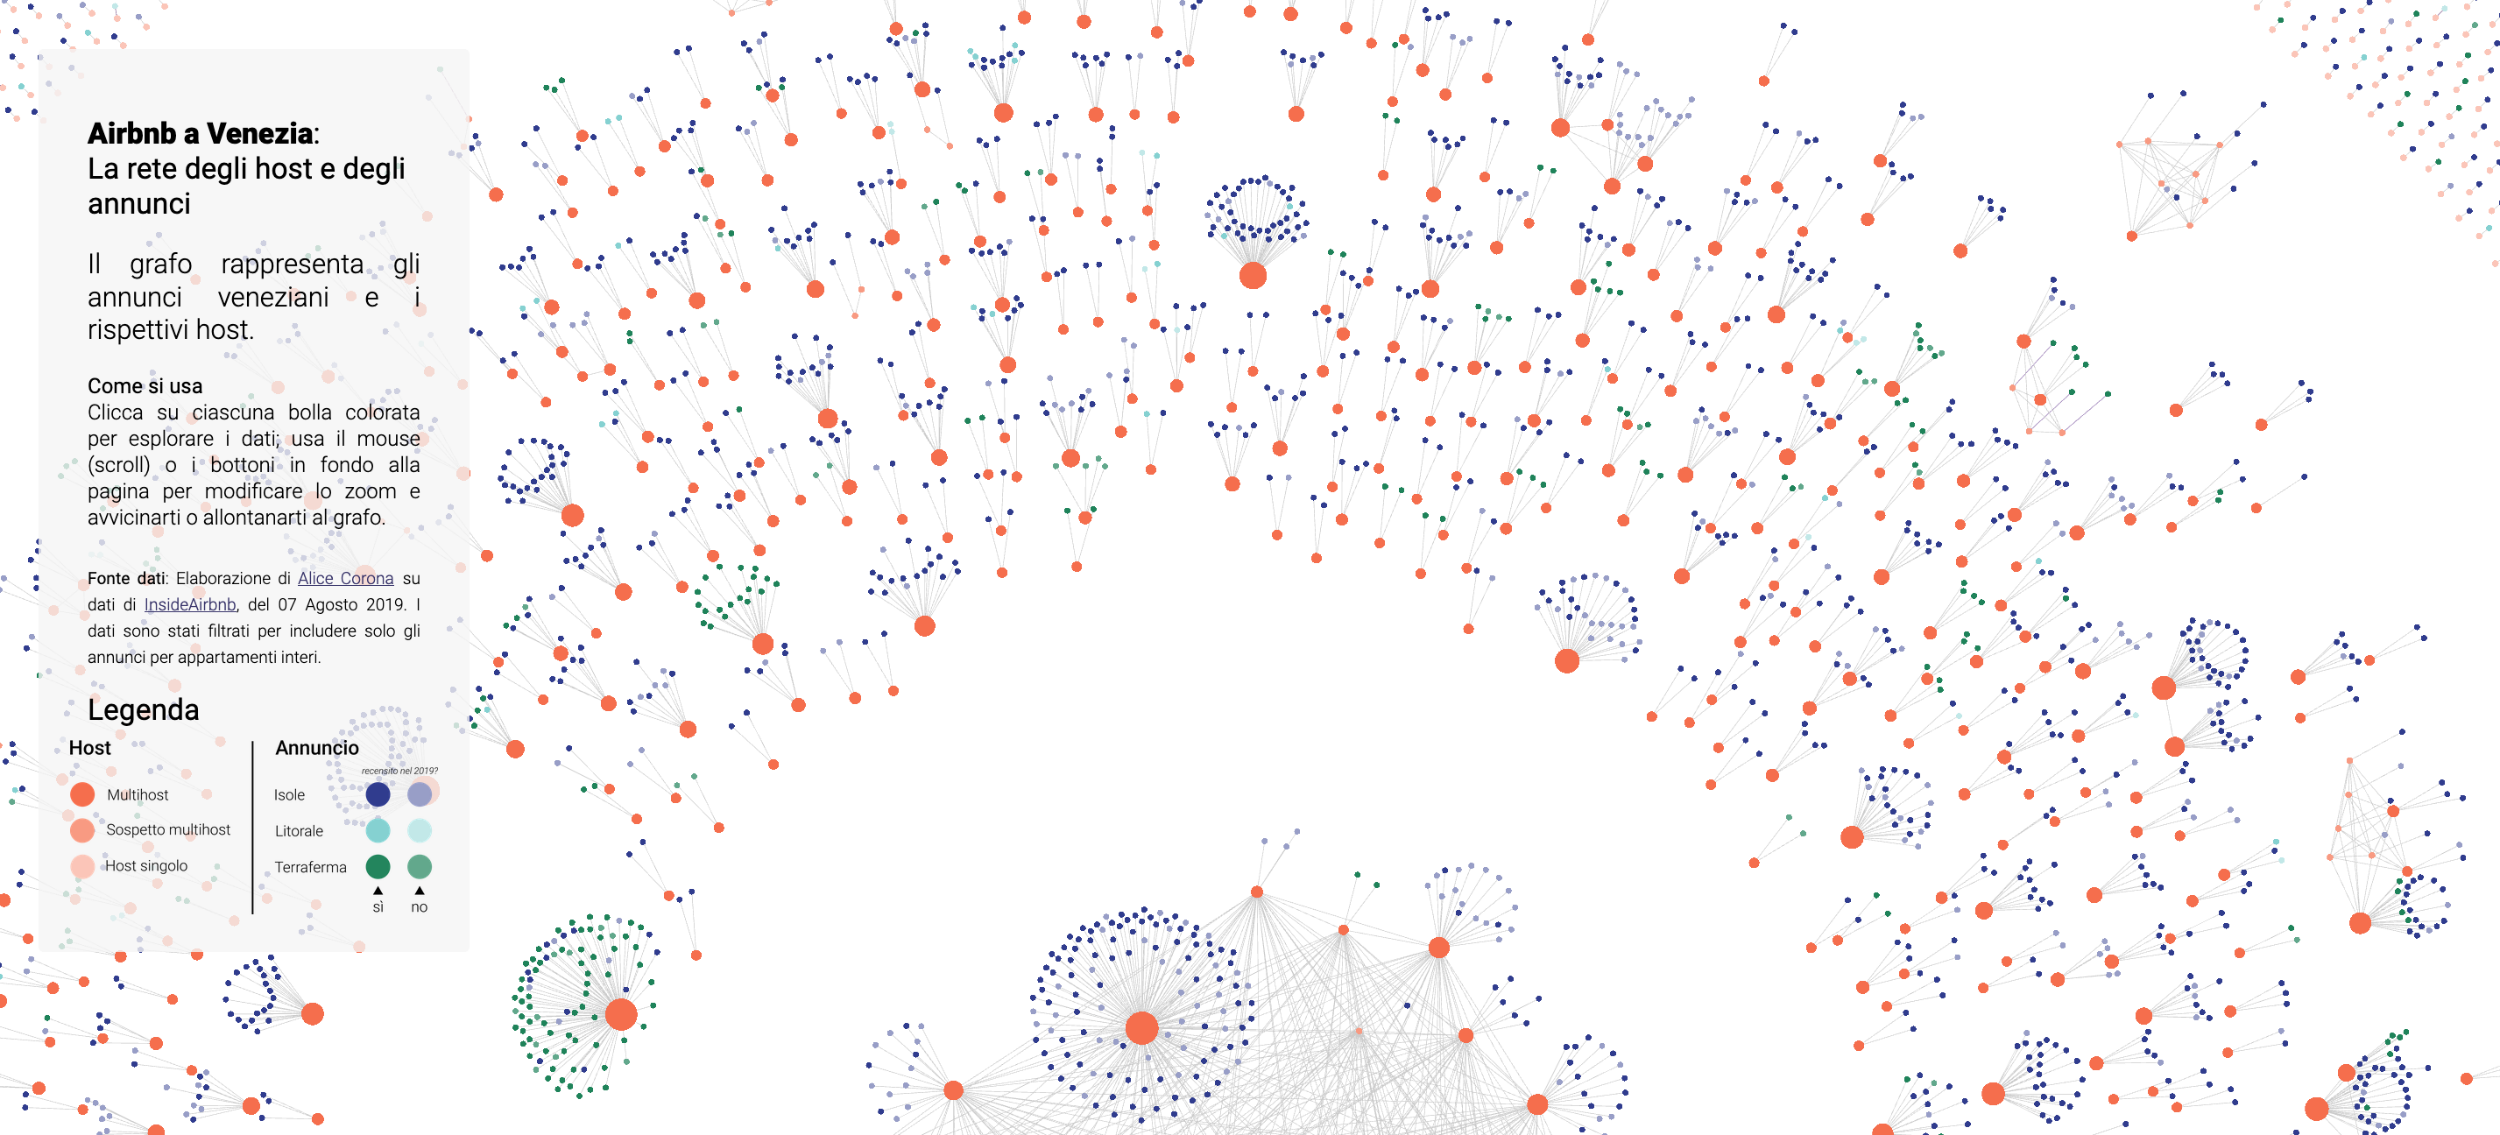 Airbnb a Venezia:
La rete degli host e degli
annunci
Il grafo rappresenta gli
annunci veneziani e i
rispettivi host.
Come si usa
Clicca su ciascuna bolla colorata
per esplorare i dati; usa il mouse
(scroll) o i bottoni in fondo alla
pagina per modificare lo zoom e
avvicinarti o allontanarti al grafo.
Fonte dati: Elaborazione di Alice Corona su
dati di InsideAirbnb, del 07 Agosto 2019. I
dati sono stati filtrati per includere solo gli
annunci per appartamenti interi.
Legenda
Host
Multihost
Sospetto multihost
Host singolo
Annuncio
recensito nel 2019?
Isole
Litorale
Terraferma
sì no